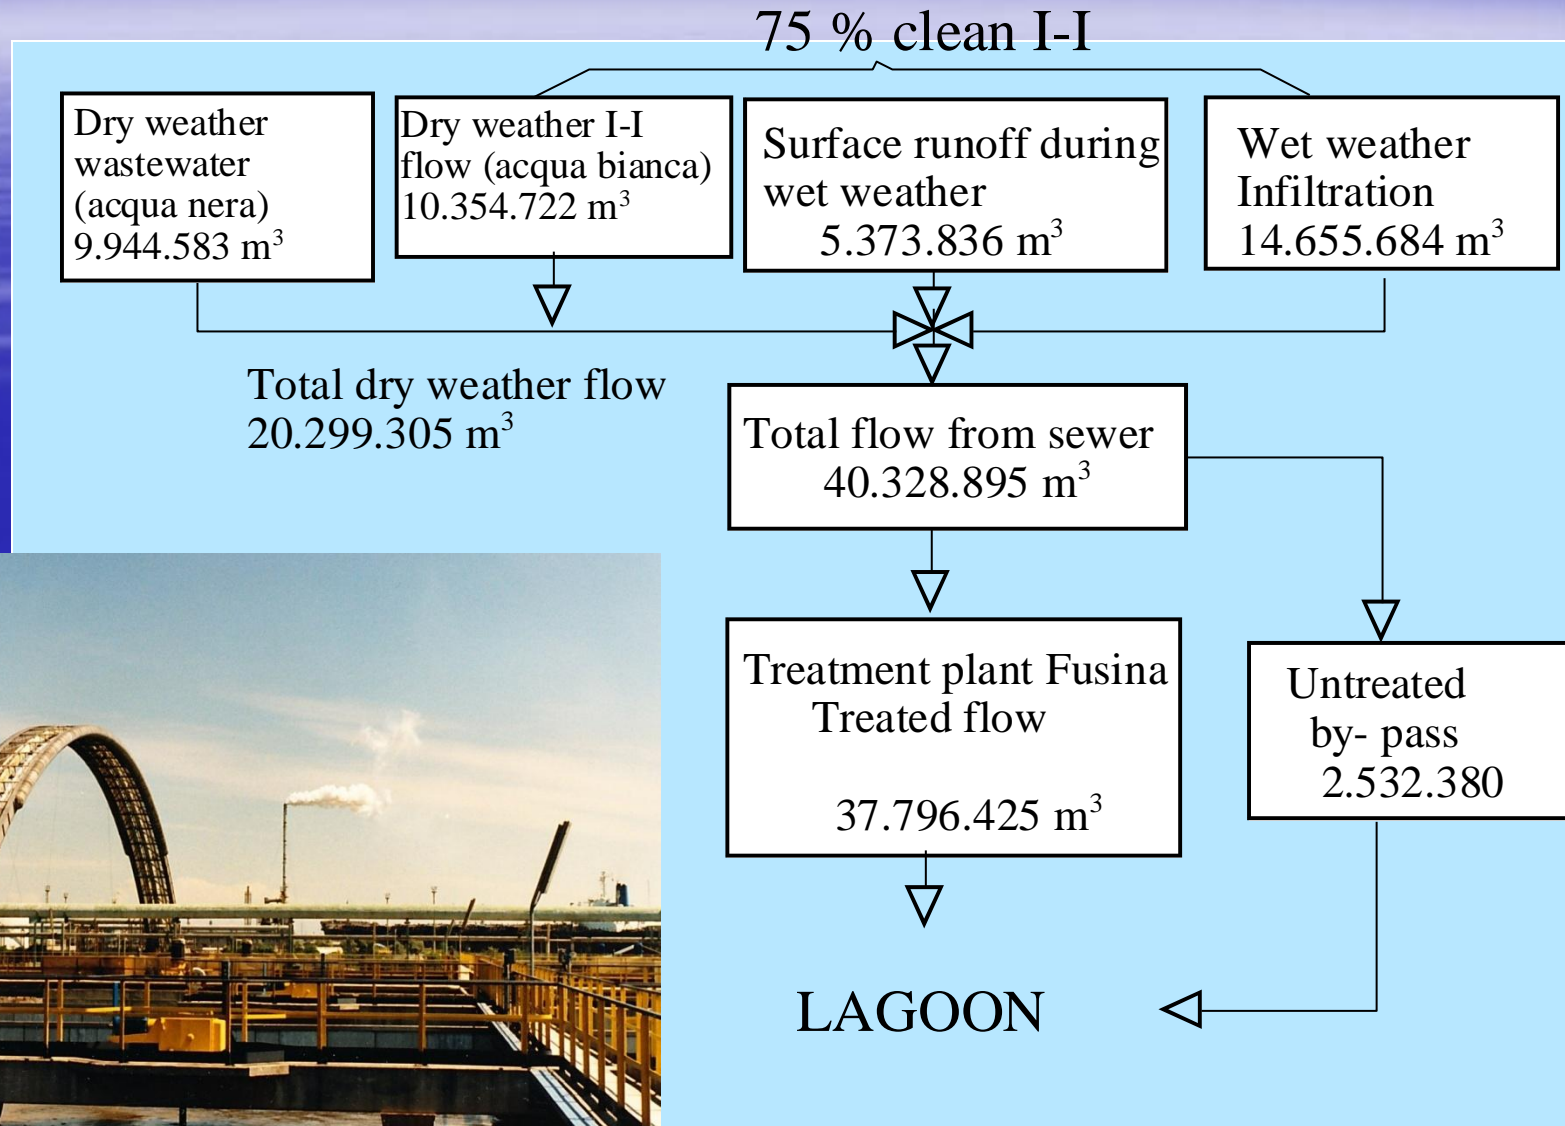 75 % clean I-I
Dry weather
wastewater
(acqua nera)
9.944.583 m³
Dry weather I-I
flow (acqua bianca)
10.354.722 m³
Surface runoff during
wet weather
5.373.836 m³
Wet weather
Infiltration
14.655.684 m³
Total dry weather flow
20.299.305 m³
Total flow from sewer
40.328.895 m³
Treatment plant Fusina
Treated flow
37.796.425 m³
Untreated
by- pass
2.532.380
LAGOON